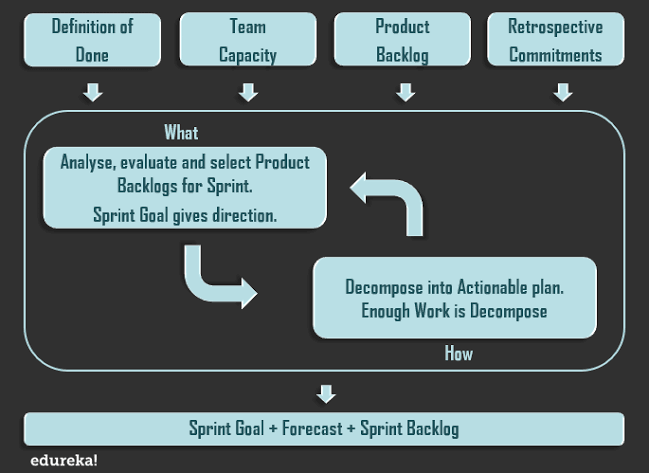 Definition of
Done
Team
Capacity
Product
Backlog
Retrospective
Commitments
What
Analyse, evaluate and select Product
Backlogs for Sprint.
Sprint Goal gives direction.
Decompose into Actionable plan.
Enough Work is Decompose
How
Sprint Goal + Forecast + Sprint Backlog
edureka!